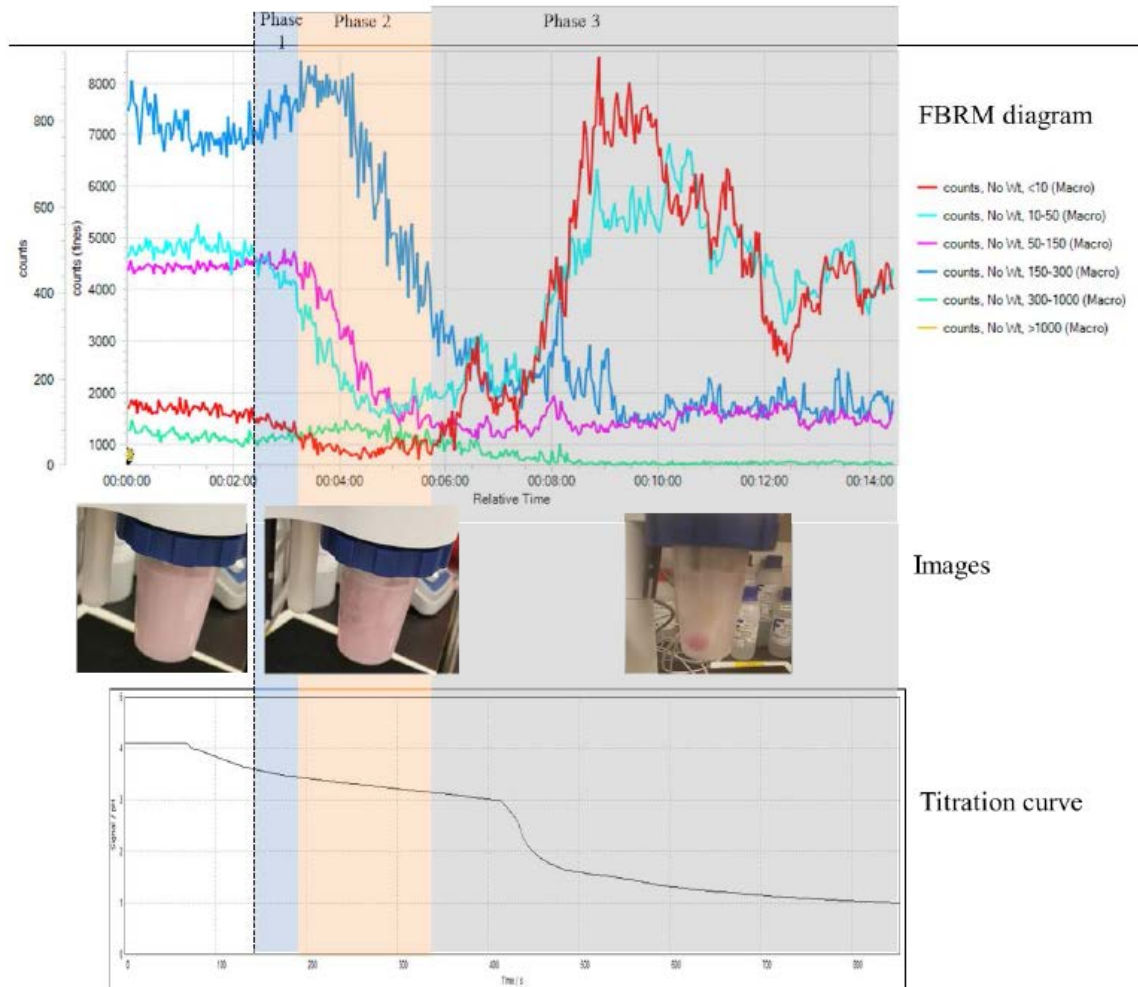 Phase 1
Phase 2
Phase 3
FBRM diagram
counts
counts (fines)
800
600
400
200
0
8000
7000
6000
5000
4000
3000
2000
1000
00:00:00 00:02:00 00:04:00 00:06:00 00:08:00 00:10:00 00:12:00 00:14:00
Relative Time
counts, No Wt, <10 (Macro)
counts, No Wt, 10-50 (Macro)
counts, No Wt, 50-150 (Macro)
counts, No Wt, 150-300 (Macro)
counts, No Wt, 300-1000 (Macro)
counts, No Wt, >1000 (Macro)
Images
Signal / pH
5
4
3
2
1
0
0 100 200 300 400 500 600 700 800
Time / s
Titration curve